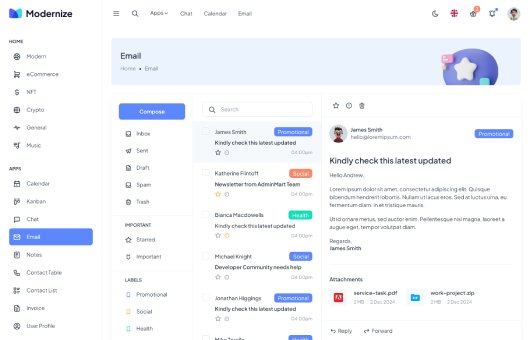 Modernize
Apps
Chat
Calendar
Email
2
HOME
Modern
eCommerce
NFT
Crypto
General
Music
APPS
Calendar
Kanban
Chat
Email
Notes
Contact Table
Contact List
Invoice
User Profile
Email
Home • Email
Compose
Inbox
Sent
Draft
Spam
Trash
IMPORTANT
Starred
Important
LABELS
Promotional
Social
Health
Search
James Smith Promotional
Kindly check this latest updated
04:00pm
Katherine Flintoff Social
Newsletter from AdminMart Team
04:00pm
Bianca Macdowells Health
Kindly check this latest updated
04:00pm
Michael Knight Social
Developer Community needs help
04:00pm
Jonathan Higgings Promotional
Kindly check this latest updated
04:00pm
James Smith
hello@loremipsum.com
Promotional
Kindly check this latest updated
Hello Andrew,
Lorem ipsum dolor sit amet, consectetur adipiscing elit. Quisque
bibendum hendrerit lobortis. Nullam ut lacus eros. Sed at luctus urna, eu
fermentum diam. In et tristique mauris.
Ut id ornare metus, sed auctor enim. Pellentesque nisi magna, laoreet a
augue eget, tempor volutpat diam.
Regards,
James Smith
Attachments
service-task.pdf
2 MB 2 Dec 2024
work-project.zip
2 MB 2 Dec 2024
Reply
Forward